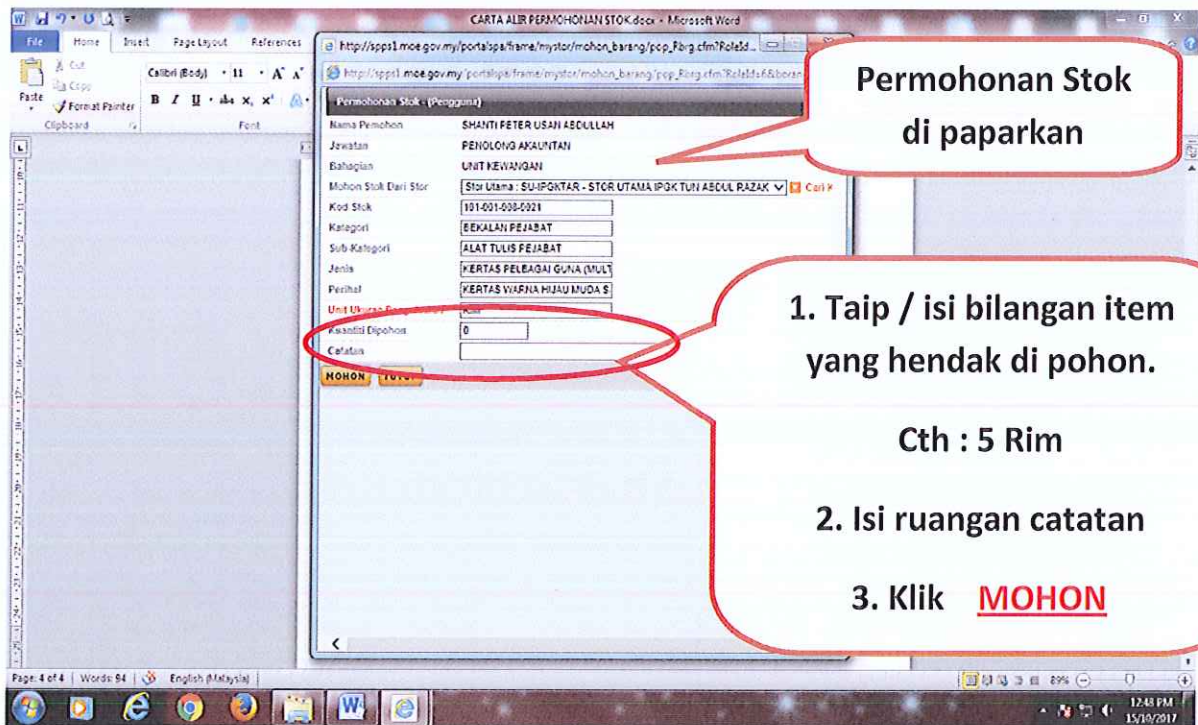 CARTA ALIR PERMOHONAN STOK.docx - Microsoft Word
File Home Insert Page Layout References
Cut
Copy
Format Painter
Paste
Clipboard
Calibri (Body) 11
Font
http://spps1.moe.gov.my/portalspa/frame/mystor/mohon_barang/pop_Rbrg.cfm?RoleId...
Permohonan Stok - (Pengguna)
Nama Pemohon SHANTI PETER USAN ABDULLAH
Jawatan PENOLONG AKAUNTAN
Bahagian UNIT KEWANGAN
Mohon Stok Dari Stor Stor Utama : SU-IPGKTAR - STOR UTAMA IPGK TUN ABDUL RAZAK Cari
Kod Stok
Kategori BEKALAN PEJABAT
Sub-Kategori ALAT TULIS PEJABAT
Jenis KERTAS PELBAGAI GUNA (MULT
Perihal KERTAS WARNA HIJAU MUDA S
Unit Ukuran
Kuantiti Dipohon 0
Catatan
MOHON TUTUP
Permohonan Stok
di paparkan
1. Taip / isi bilangan item
yang hendak di pohon.
Cth : 5 Rim
2. Isi ruangan catatan
3. Klik MOHON
Page: 4 of 4 Words: 94 English (Malaysia) 89%
12:48 PM
15/10/2017